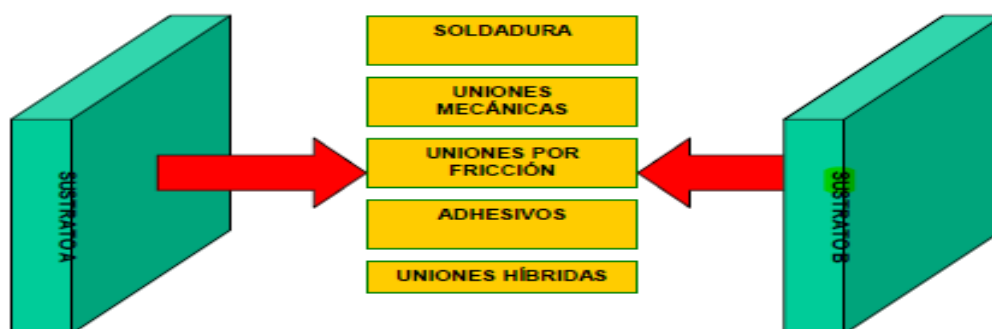 SOLDADURA
UNIONES
MECÁNICAS
UNIONES POR
FRICCIÓN
ADHESIVOS
UNIONES HÍBRIDAS
SUSTRATO A
SUSTRATO B